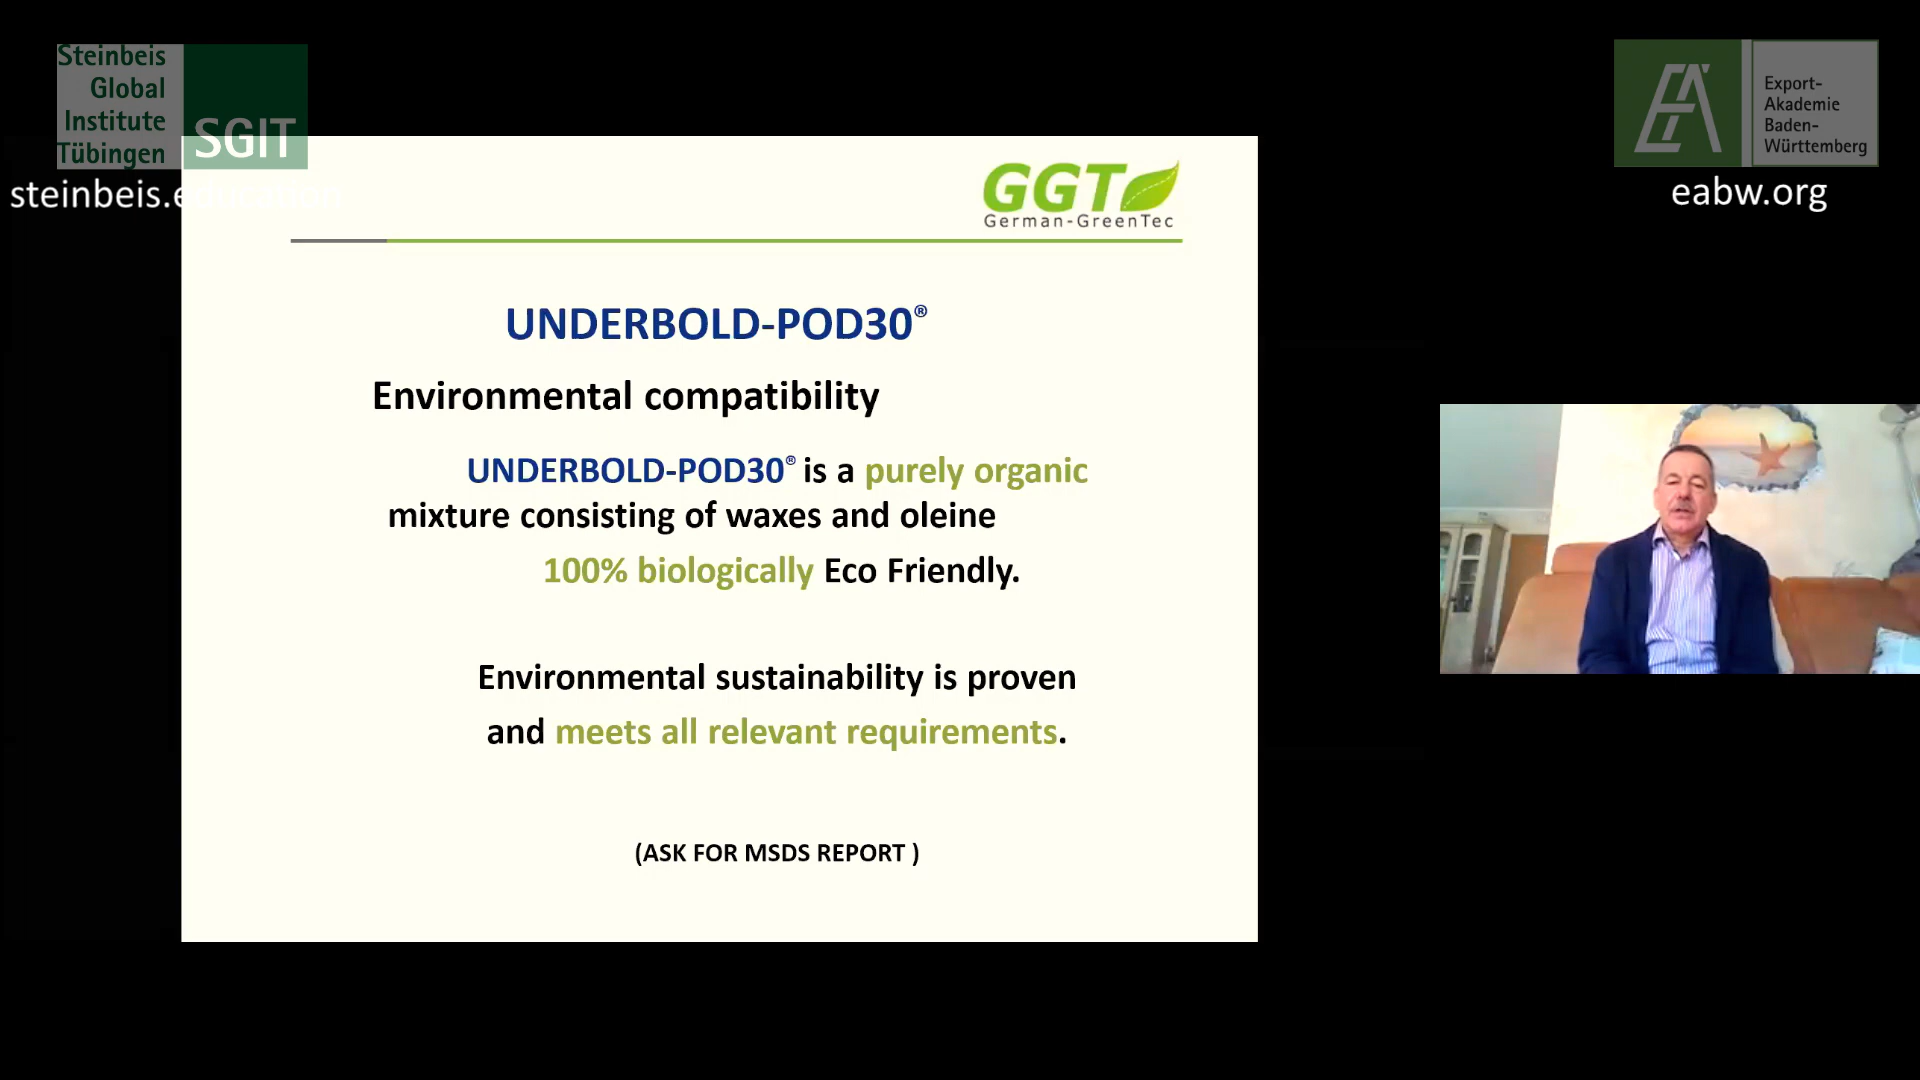 Steinbeis
Global
Institute
Tübingen
SGIT
steinbeis.education
Export-
Akademie
Baden-
Württemberg
eabw.org
GGT
German-GreenTec
UNDERBOLD-POD30®
Environmental compatibility
UNDERBOLD-POD30® is a purely organic
mixture consisting of waxes and oleine
100% biologically Eco Friendly.
Environmental sustainability is proven
and meets all relevant requirements.
(ASK FOR MSDS REPORT )